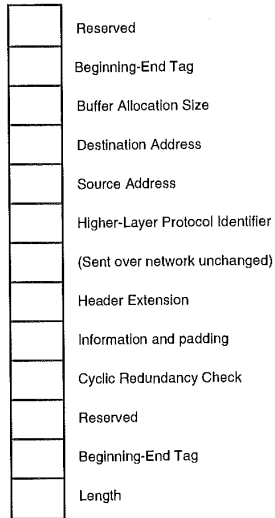 Reserved
Beginning-End Tag
Buffer Allocation Size
Destination Address
Source Address
Higher-Layer Protocol Identifier
(Sent over network unchanged)
Header Extension
Information and padding
Cyclic Redundancy Check
Reserved
Beginning-End Tag
Length